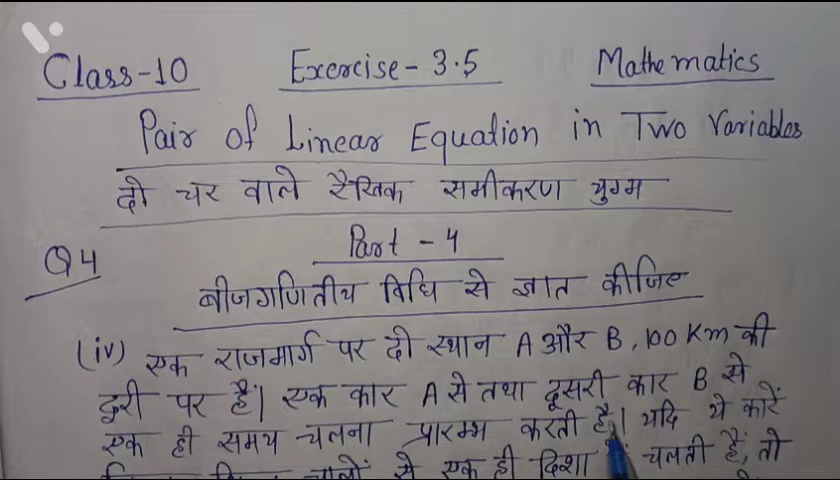 Class-10 Exercise - 3.5 Mathematics
Pair of Linear Equation in Two Variables
दो चर वाले रैखिक समीकरण युग्म
Part - 4
Q4
बीजगणितीय विधि से ज्ञात कीजिए
(iv) एक राजमार्ग पर दो स्थान A और B, 100 Km की
दूरी पर हैं। एक कार A से तथा दूसरी कार B से
एक ही समय चलना प्रारम्भ करती है। यदि ये कारें
चालों से एक ही दिशा में चलती है, तो